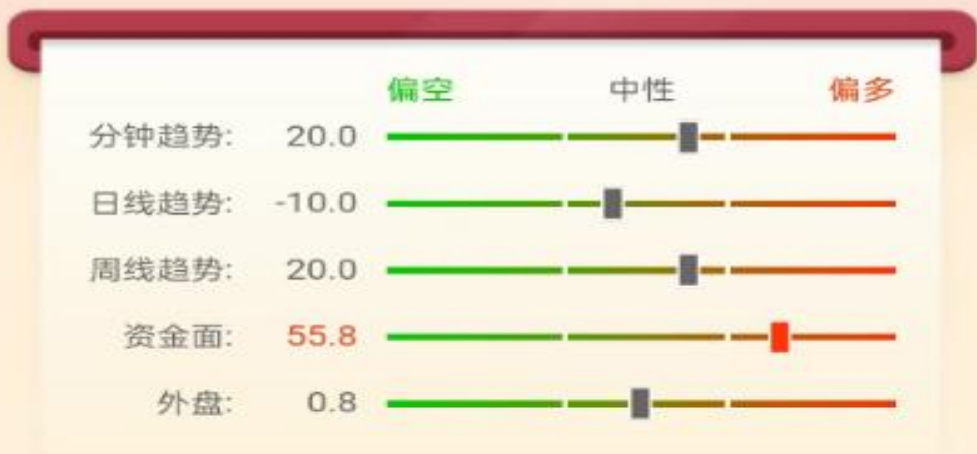 偏空 中性 偏多
分钟趋势: 20.0
日线趋势: -10.0
周线趋势: 20.0
资金面: 55.8
外盘: 0.8